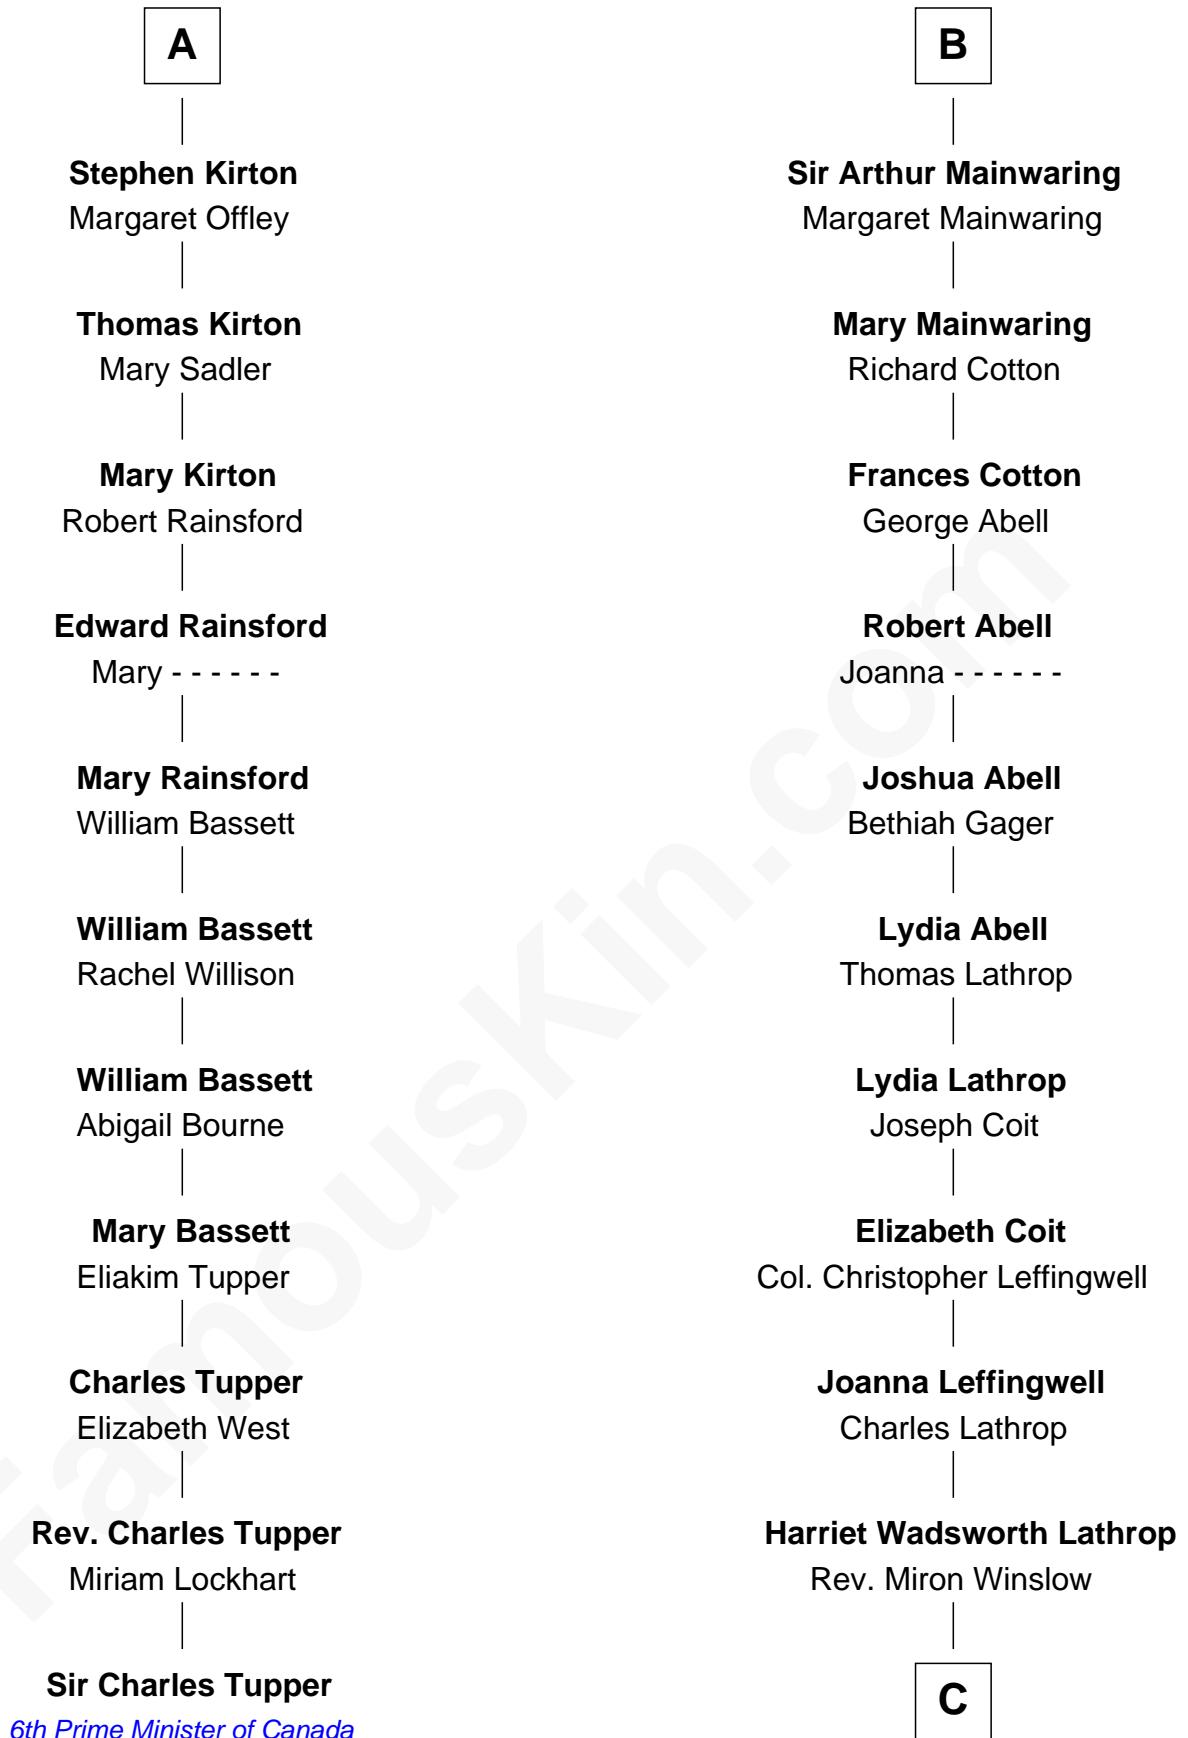 A
Stephen Kirton
Margaret Offley
Thomas Kirton
Mary Sadler
Mary Kirton
Robert Rainsford
Edward Rainsford
Mary - - - - - -
Mary Rainsford
William Bassett
William Bassett
Rachel Willison
William Bassett
Abigail Bourne
Mary Bassett
Eliakim Tupper
Charles Tupper
Elizabeth West
Rev. Charles Tupper
Miriam Lockhart
Sir Charles Tupper
6th Prime Minister of Canada
B
Sir Arthur Mainwaring
Margaret Mainwaring
Mary Mainwaring
Richard Cotton
Frances Cotton
George Abell
Robert Abell
Joanna - - - - - -
Joshua Abell
Bethiah Gager
Lydia Abell
Thomas Lathrop
Lydia Lathrop
Joseph Coit
Elizabeth Coit
Col. Christopher Leffingwell
Joanna Leffingwell
Charles Lathrop
Harriet Wadsworth Lathrop
Rev. Miron Winslow
C
FamousKin.com